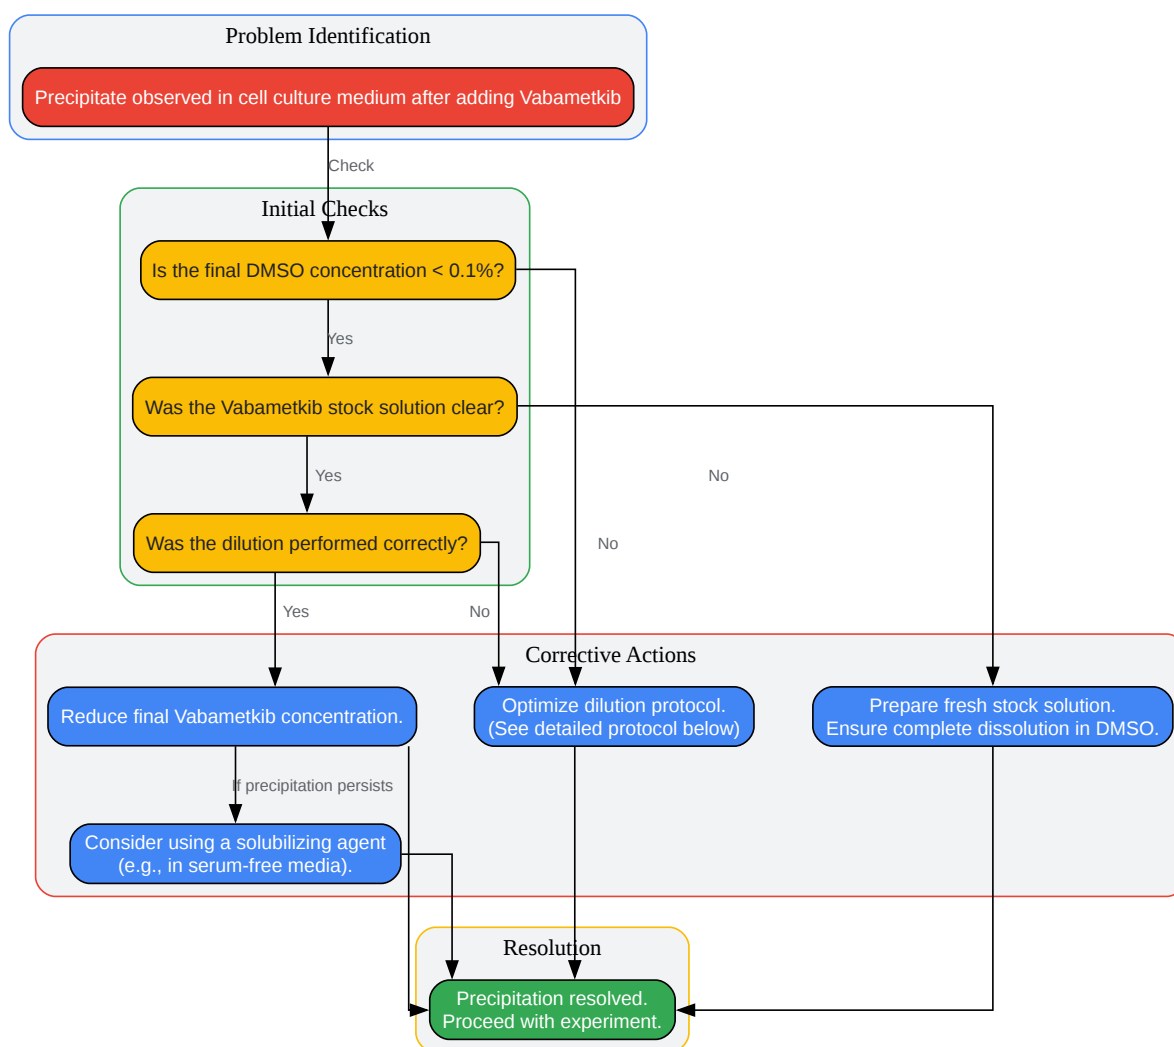 Problem Identification
Precipitate observed in cell culture medium after adding Vabametkib
Check
Initial Checks
Is the final DMSO concentration < 0.1%?
Yes
Was the Vabametkib stock solution clear?
Yes
No
Was the dilution performed correctly?
No
Yes
No
Corrective Actions
Reduce final Vabametkib concentration.
Optimize dilution protocol.
(See detailed protocol below)
Prepare fresh stock solution.
Ensure complete dissolution in DMSO.
If precipitation persists
Consider using a solubilizing agent
(e.g., in serum-free media).
Resolution
Precipitation resolved.
Proceed with experiment.